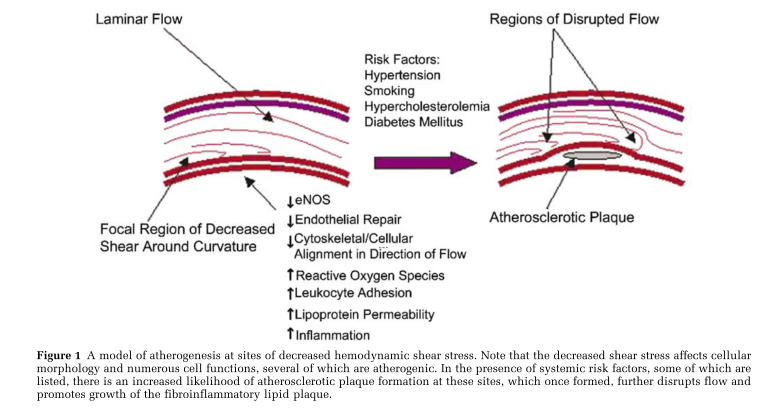 Laminar Flow
Regions of Disrupted Flow
Risk Factors:
Hypertension
Smoking
Hypercholesterolemia
Diabetes Mellitus
Focal Region of Decreased
Shear Around Curvature
↓eNOS
↓Endothelial Repair
↓Cytoskeletal/Cellular
Alignment in Direction of Flow
↑Reactive Oxygen Species
↑Leukocyte Adhesion
↑Lipoprotein Permeability
↑Inflammation
Atherosclerotic Plaque
Figure 1 A model of atherogenesis at sites of decreased hemodynamic shear stress. Note that the decreased shear stress affects cellular
morphology and numerous cell functions, several of which are atherogenic. In the presence of systemic risk factors, some of which are
listed, there is an increased likelihood of atherosclerotic plaque formation at these sites, which once formed, further disrupts flow and
promotes growth of the fibroinflammatory lipid plaque.